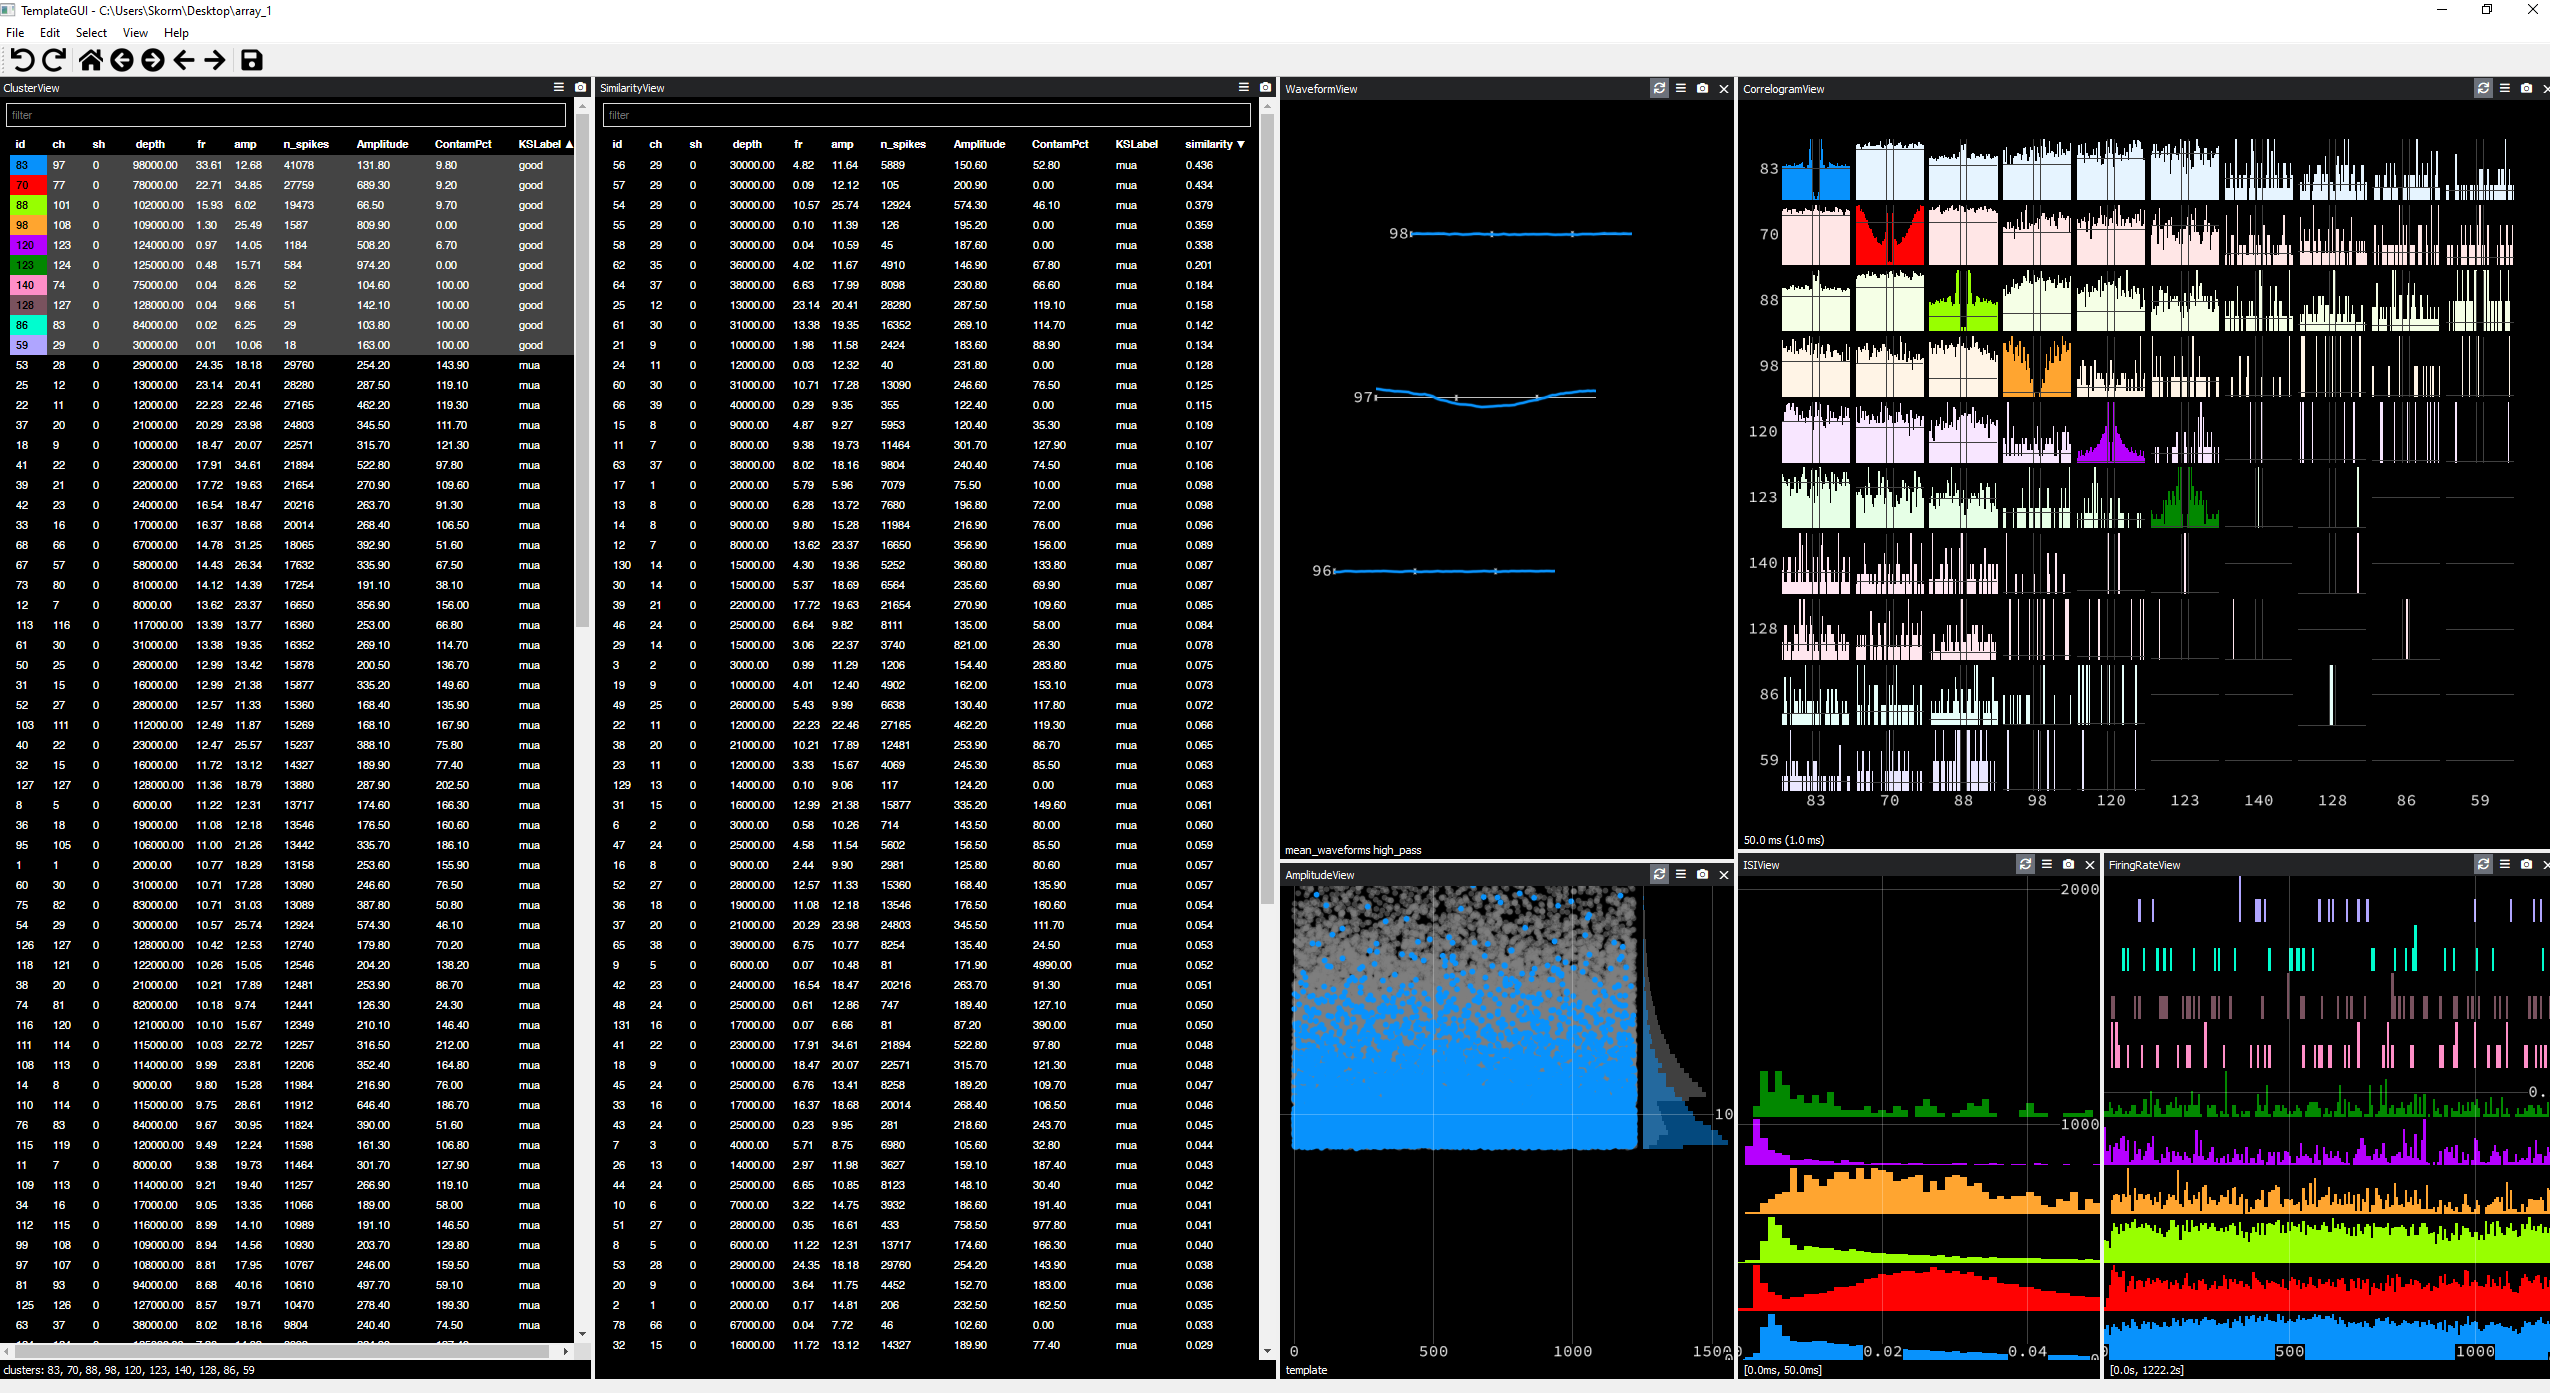 TemplateGUI - C:\Users\Skorm\Desktop\array_1
File Edit Select View Help
ClusterView
filter
id ch sh depth fr amp n_spikes Amplitude ContamPct KSLabel ▲
83 97 0 98000.00 33.61 12.68 41078 131.80 9.80 good
70 77 0 78000.00 22.71 34.85 27759 689.30 9.20 good
88 101 0 102000.00 15.93 6.02 19473 66.50 9.70 good
98 108 0 109000.00 1.30 25.49 1587 809.90 0.00 good
120 123 0 124000.00 0.97 14.05 1184 508.20 6.70 good
123 124 0 125000.00 0.48 15.71 584 974.20 0.00 good
140 74 0 75000.00 0.04 8.26 52 104.60 100.00 good
128 127 0 128000.00 0.04 9.66 51 142.10 100.00 good
86 83 0 84000.00 0.02 6.25 29 103.80 100.00 good
59 29 0 30000.00 0.01 10.06 18 163.00 100.00 good
53 28 0 29000.00 24.35 18.18 29760 254.20 143.90 mua
25 12 0 13000.00 23.14 20.41 28280 287.50 119.10 mua
22 11 0 12000.00 22.23 22.46 27165 462.20 119.30 mua
37 20 0 21000.00 20.29 23.98 24803 345.50 111.70 mua
18 9 0 10000.00 18.47 20.07 22571 315.70 121.30 mua
41 22 0 23000.00 17.91 34.61 21894 522.80 97.80 mua
39 21 0 22000.00 17.72 19.63 21654 270.90 109.60 mua
42 23 0 24000.00 16.54 18.47 20216 263.70 91.30 mua
33 16 0 17000.00 16.37 18.68 20014 268.40 106.50 mua
68 66 0 67000.00 14.78 31.25 18065 392.90 51.60 mua
67 57 0 58000.00 14.43 26.34 17632 335.90 67.50 mua
73 80 0 81000.00 14.12 14.39 17254 191.10 38.10 mua
12 7 0 8000.00 13.62 23.37 16650 356.90 156.00 mua
113 116 0 117000.00 13.39 13.77 16360 253.00 66.80 mua
61 30 0 31000.00 13.38 19.35 16352 269.10 114.70 mua
50 25 0 26000.00 12.99 13.42 15878 200.50 136.70 mua
31 15 0 16000.00 12.99 21.38 15877 335.20 149.60 mua
52 27 0 28000.00 12.57 11.33 15360 168.40 135.90 mua
103 111 0 112000.00 12.49 11.87 15269 168.10 167.90 mua
40 22 0 23000.00 12.47 25.57 15237 388.10 75.80 mua
32 15 0 16000.00 11.72 13.12 14327 189.90 77.40 mua
127 127 0 128000.00 11.36 18.79 13880 287.90 202.50 mua
8 5 0 6000.00 11.22 12.31 13717 174.60 166.30 mua
36 18 0 19000.00 11.08 12.18 13546 176.50 160.60 mua
95 105 0 106000.00 11.00 21.26 13442 335.70 186.10 mua
1 1 0 2000.00 10.77 18.29 13158 253.60 155.90 mua
60 30 0 31000.00 10.71 17.28 13090 246.60 76.50 mua
75 82 0 83000.00 10.71 31.03 13089 387.80 50.80 mua
54 29 0 30000.00 10.57 25.74 12924 574.30 46.10 mua
126 127 0 128000.00 10.42 12.53 12740 179.80 70.20 mua
118 121 0 122000.00 10.26 15.05 12546 204.20 138.20 mua
38 20 0 21000.00 10.21 17.89 12481 253.90 86.70 mua
74 81 0 82000.00 10.18 9.74 12441 126.30 24.30 mua
116 120 0 121000.00 10.10 15.67 12349 210.10 146.40 mua
111 114 0 115000.00 10.03 22.72 12257 316.50 212.00 mua
108 113 0 114000.00 9.99 23.81 12206 352.40 164.80 mua
14 8 0 9000.00 9.80 15.28 11984 216.90 76.00 mua
110 114 0 115000.00 9.75 28.61 11912 646.40 186.70 mua
76 83 0 84000.00 9.67 30.95 11824 390.00 51.60 mua
115 119 0 120000.00 9.49 12.24 11598 161.30 106.80 mua
11 7 0 8000.00 9.38 19.73 11464 301.70 127.90 mua
109 113 0 114000.00 9.21 19.40 11257 266.90 119.10 mua
34 16 0 17000.00 9.05 13.35 11066 189.00 58.00 mua
112 115 0 116000.00 8.99 14.10 10989 191.10 146.50 mua
99 108 0 109000.00 8.94 14.56 10930 203.70 129.80 mua
97 107 0 108000.00 8.81 17.95 10767 246.00 159.50 mua
81 93 0 94000.00 8.68 40.16 10610 497.70 59.10 mua
125 126 0 127000.00 8.57 19.71 10470 278.40 199.30 mua
63 37 0 38000.00 8.02 18.16 9804 240.40 74.50 mua
clusters: 83, 70, 88, 98, 120, 123, 140, 128, 86, 59
SimilarityView
filter
id ch sh depth fr amp n_spikes Amplitude ContamPct KSLabel similarity ▼
56 29 0 30000.00 4.82 11.64 5889 150.60 52.80 mua 0.436
57 29 0 30000.00 0.09 12.12 105 200.90 0.00 mua 0.434
54 29 0 30000.00 10.57 25.74 12924 574.30 46.10 mua 0.379
55 29 0 30000.00 0.10 11.39 126 195.20 0.00 mua 0.359
58 29 0 30000.00 0.04 10.59 45 187.60 0.00 mua 0.338
62 35 0 36000.00 4.02 11.67 4910 146.90 67.80 mua 0.201
64 37 0 38000.00 6.63 17.99 8098 230.80 66.60 mua 0.184
25 12 0 13000.00 23.14 20.41 28280 287.50 119.10 mua 0.158
61 30 0 31000.00 13.38 19.35 16352 269.10 114.70 mua 0.142
21 9 0 10000.00 1.98 11.58 2424 183.60 88.90 mua 0.134
24 11 0 12000.00 0.03 12.32 40 231.80 0.00 mua 0.128
60 30 0 31000.00 10.71 17.28 13090 246.60 76.50 mua 0.125
66 39 0 40000.00 0.29 9.35 355 122.40 0.00 mua 0.115
15 8 0 9000.00 4.87 9.27 5953 120.40 35.30 mua 0.109
11 7 0 8000.00 9.38 19.73 11464 301.70 127.90 mua 0.107
63 37 0 38000.00 8.02 18.16 9804 240.40 74.50 mua 0.106
17 1 0 2000.00 5.79 5.96 7079 75.50 10.00 mua 0.098
13 8 0 9000.00 6.28 13.72 7680 196.80 72.00 mua 0.098
14 8 0 9000.00 9.80 15.28 11984 216.90 76.00 mua 0.096
12 7 0 8000.00 13.62 23.37 16650 356.90 156.00 mua 0.089
130 14 0 15000.00 4.30 19.36 5252 360.80 133.80 mua 0.087
30 14 0 15000.00 5.37 18.69 6564 235.60 69.90 mua 0.087
39 21 0 22000.00 17.72 19.63 21654 270.90 109.60 mua 0.085
46 24 0 25000.00 6.64 9.82 8111 135.00 58.00 mua 0.084
29 14 0 15000.00 3.06 22.37 3740 821.00 26.30 mua 0.078
3 2 0 3000.00 0.99 11.29 1206 154.40 283.80 mua 0.075
19 9 0 10000.00 4.01 12.40 4902 162.00 153.10 mua 0.073
49 25 0 26000.00 5.43 9.99 6638 130.40 117.80 mua 0.072
22 11 0 12000.00 22.23 22.46 27165 462.20 119.30 mua 0.066
38 20 0 21000.00 10.21 17.89 12481 253.90 86.70 mua 0.065
23 11 0 12000.00 3.33 15.67 4069 245.30 85.50 mua 0.063
129 13 0 14000.00 0.10 9.06 117 124.20 0.00 mua 0.063
31 15 0 16000.00 12.99 21.38 15877 335.20 149.60 mua 0.061
6 2 0 3000.00 0.58 10.26 714 143.50 80.00 mua 0.060
47 24 0 25000.00 4.58 11.54 5602 156.50 85.50 mua 0.059
16 8 0 9000.00 2.44 9.90 2981 125.80 80.60 mua 0.057
52 27 0 28000.00 12.57 11.33 15360 168.40 135.90 mua 0.057
36 18 0 19000.00 11.08 12.18 13546 176.50 160.60 mua 0.054
37 20 0 21000.00 20.29 23.98 24803 345.50 111.70 mua 0.054
65 38 0 39000.00 6.75 10.77 8254 135.40 24.50 mua 0.053
9 5 0 6000.00 0.07 10.48 81 171.90 4990.00 mua 0.052
42 23 0 24000.00 16.54 18.47 20216 263.70 91.30 mua 0.051
48 24 0 25000.00 0.61 12.86 747 189.40 127.10 mua 0.050
131 16 0 17000.00 0.07 6.66 81 87.20 390.00 mua 0.050
41 22 0 23000.00 17.91 34.61 21894 522.80 97.80 mua 0.048
18 9 0 10000.00 18.47 20.07 22571 315.70 121.30 mua 0.048
45 24 0 25000.00 6.76 13.41 8258 189.20 109.70 mua 0.047
33 16 0 17000.00 16.37 18.68 20014 268.40 106.50 mua 0.046
43 24 0 25000.00 0.23 9.95 281 218.60 243.70 mua 0.045
7 3 0 4000.00 5.71 8.75 6980 105.60 32.80 mua 0.044
26 13 0 14000.00 2.97 11.98 3627 159.10 187.40 mua 0.043
44 24 0 25000.00 6.65 10.85 8123 148.10 30.40 mua 0.042
10 6 0 7000.00 3.22 14.75 3932 186.60 191.40 mua 0.041
51 27 0 28000.00 0.35 16.61 433 758.50 977.80 mua 0.041
8 5 0 6000.00 11.22 12.31 13717 174.60 166.30 mua 0.040
53 28 0 29000.00 24.35 18.18 29760 254.20 143.90 mua 0.038
20 9 0 10000.00 3.64 11.75 4452 152.70 183.00 mua 0.036
2 1 0 2000.00 0.17 14.81 206 232.50 162.50 mua 0.035
78 66 0 67000.00 0.04 7.72 46 102.60 0.00 mua 0.033
32 15 0 16000.00 11.72 13.12 14327 189.90 77.40 mua 0.029
WaveformView
98
97
96
mean_waveforms high_pass
AmplitudeView
10
0 500 1000 1500
template
CorrelogramView
83
70
88
98
120
123
140
128
86
59
83 70 88 98 120 123 140 128 86 59
50.0 ms (1.0 ms)
ISIView
2000
1000
0.02 0.04
[0.0ms, 50.0ms]
FiringRateView
0.
500 1000
[0.0s, 1222.2s]